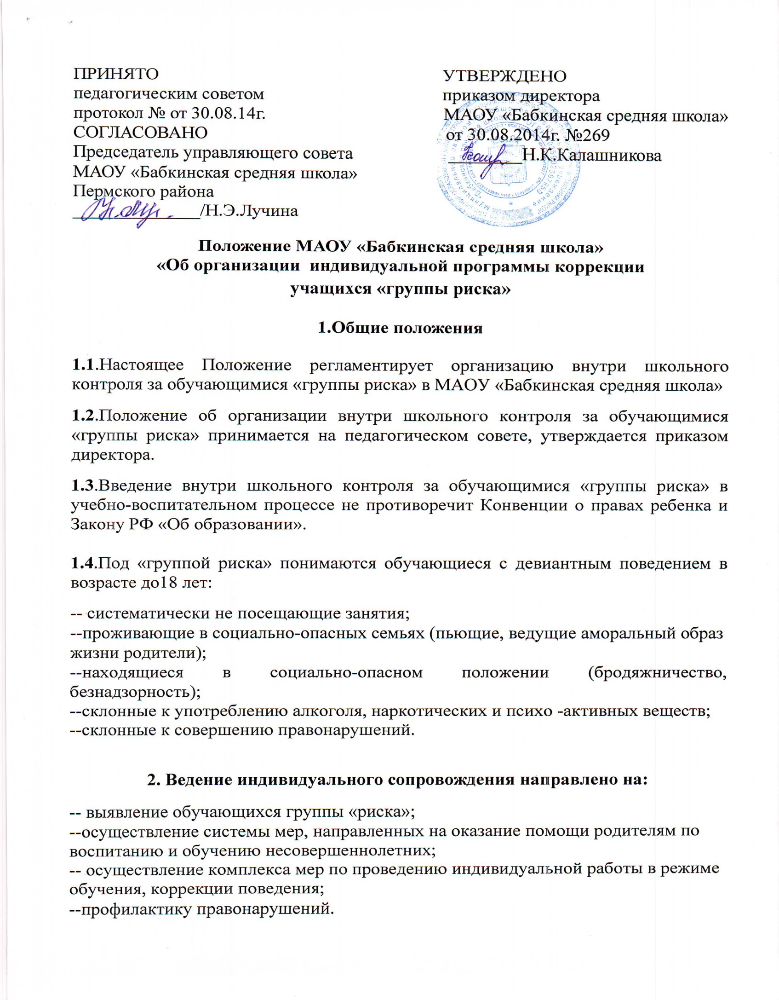 ПРИНЯТО
педагогическим советом
протокол № от 30.08.14г.
СОГЛАСОВАНО
Председатель управляющего совета
МАОУ «Бабкинская средняя школа»
Пермского района
_______________/Н.Э.Лучина
УТВЕРЖДЕНО
приказом директора
МАОУ «Бабкинская средняя школа»
от 30.08.2014г. №269
_________Н.К.Калашникова
Положение МАОУ «Бабкинская средняя школа»
«Об организации индивидуальной программы коррекции
учащихся «группы риска»
1.Общие положения
1.1.Настоящее Положение регламентирует организацию внутри школьного
контроля за обучающимися «группы риска» в МАОУ «Бабкинская средняя школа»
1.2.Положение об организации внутри школьного контроля за обучающимися
«группы риска» принимается на педагогическом совете, утверждается приказом
директора.
1.3.Введение внутри школьного контроля за обучающимися «группы риска» в
учебно-воспитательном процессе не противоречит Конвенции о правах ребенка и
Закону РФ «Об образовании».
1.4.Под «группой риска» понимаются обучающиеся с девиантным поведением в
возрасте до18 лет:
-- систематически не посещающие занятия;
--проживающие в социально-опасных семьях (пьющие, ведущие аморальный образ
жизни родители);
--находящиеся в социально-опасном положении (бродяжничество,
безнадзорность);
--склонные к употреблению алкоголя, наркотических и психо -активных веществ;
--склонные к совершению правонарушений.
2. Ведение индивидуального сопровождения направлено на:
-- выявление обучающихся группы «риска»;
--осуществление системы мер, направленных на оказание помощи родителям по
воспитанию и обучению несовершеннолетних;
-- осуществление комплекса мер по проведению индивидуальной работы в режиме
обучения, коррекции поведения;
--профилактику правонарушений.